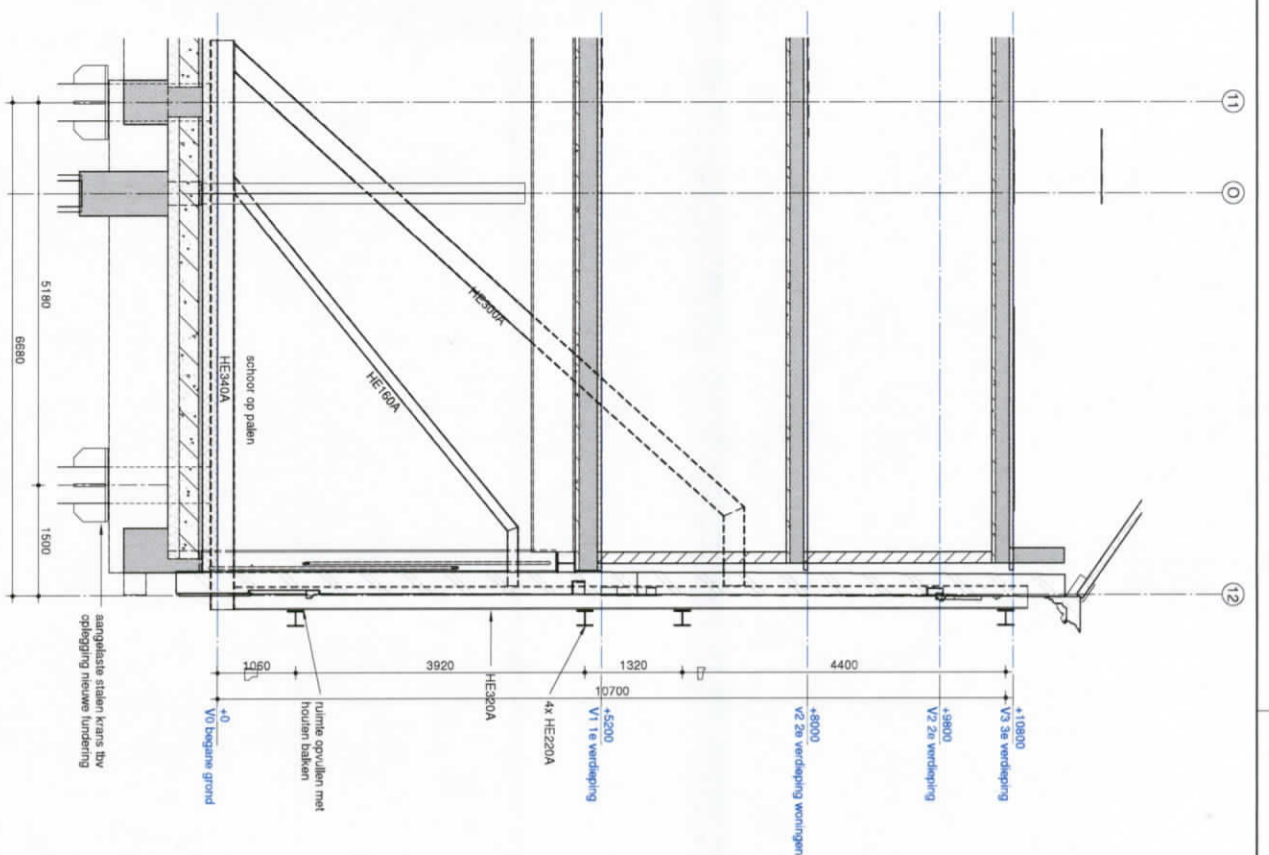 11
O
12
5180
1500
6680
HE300A
HE160A
HE340A
schoor op palen
1060
3920
1320
4400
10700
HE320A
4x HE220A
ruimte opvullen met
houten balken
aangelaste stalen krans tbv
oplegging nieuwe fundering
+0
V0 begane grond
+5200
V1 1e verdieping
+8000
V2 2e verdieping woningen
+9800
V2 2e verdieping
+10800
V3 3e verdieping